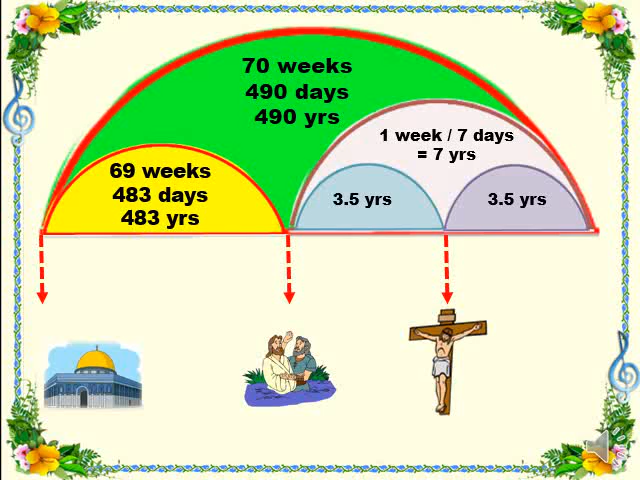 70 weeks
490 days
490 yrs
1 week / 7 days
= 7 yrs
69 weeks
483 days
483 yrs
3.5 yrs
3.5 yrs